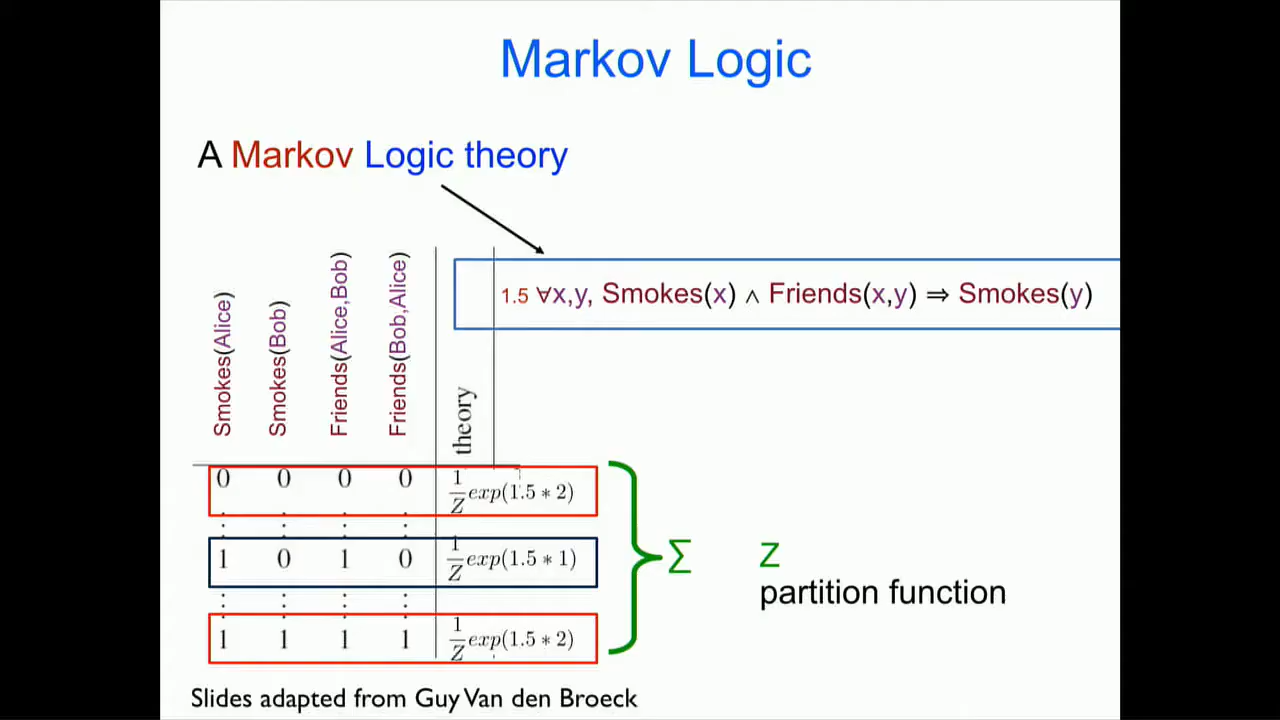 Markov Logic
A Markov Logic theory
1.5 ∀x,y, Smokes(x) ∧ Friends(x,y) ⇒ Smokes(y)
Smokes(Alice)
Smokes(Bob)
Friends(Alice,Bob)
Friends(Bob,Alice)
theory
0 0 0 0 1/Z exp(1.5 * 2)
⋮ ⋮ ⋮ ⋮
1 0 1 0 1/Z exp(1.5 * 1)
⋮ ⋮ ⋮ ⋮
1 1 1 1 1/Z exp(1.5 * 2)
Σ Z
partition function
Slides adapted from Guy Van den Broeck